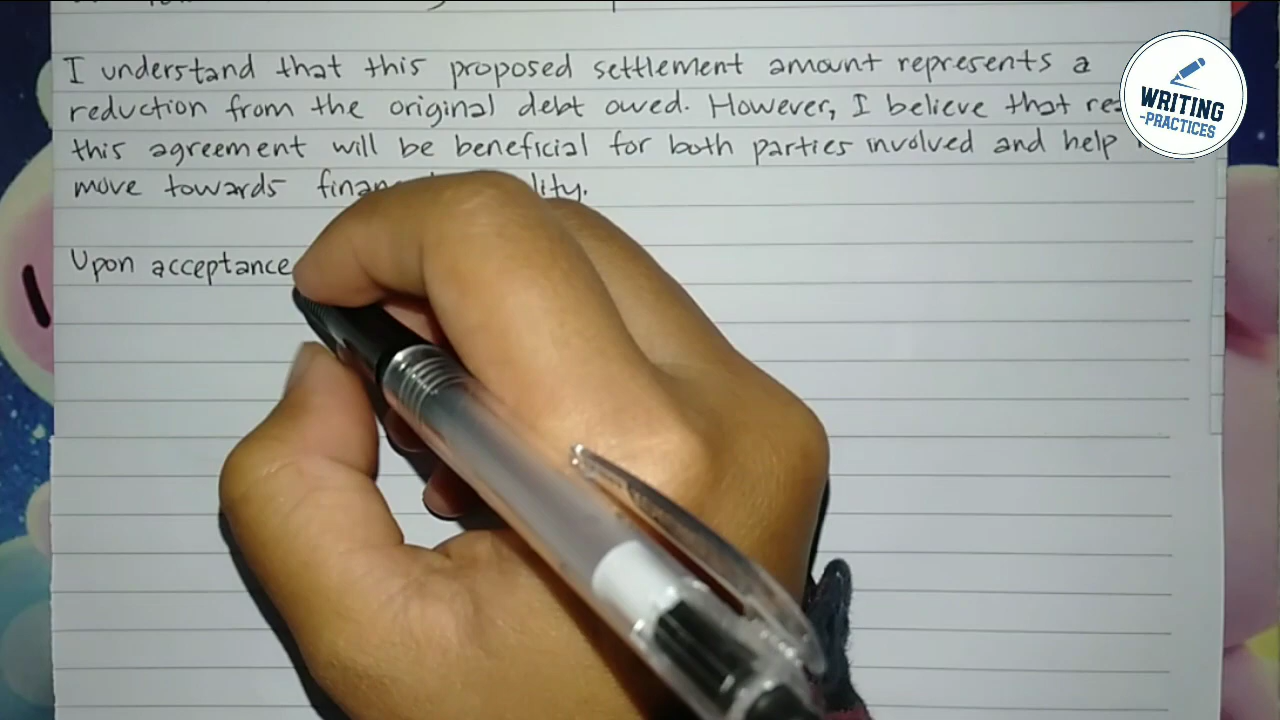 I understand that this proposed settlement amount represents a
reduction from the original debt owed. However, I believe that
this agreement will be beneficial for both parties involved and help
move towards
Upon acceptance
WRITING
-PRACTICES